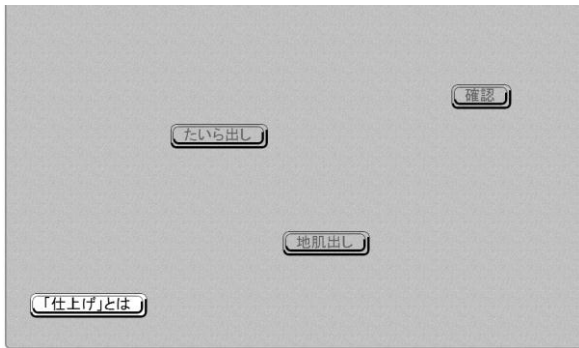 確認
たいら出し
地肌出し
「仕上げ」とは